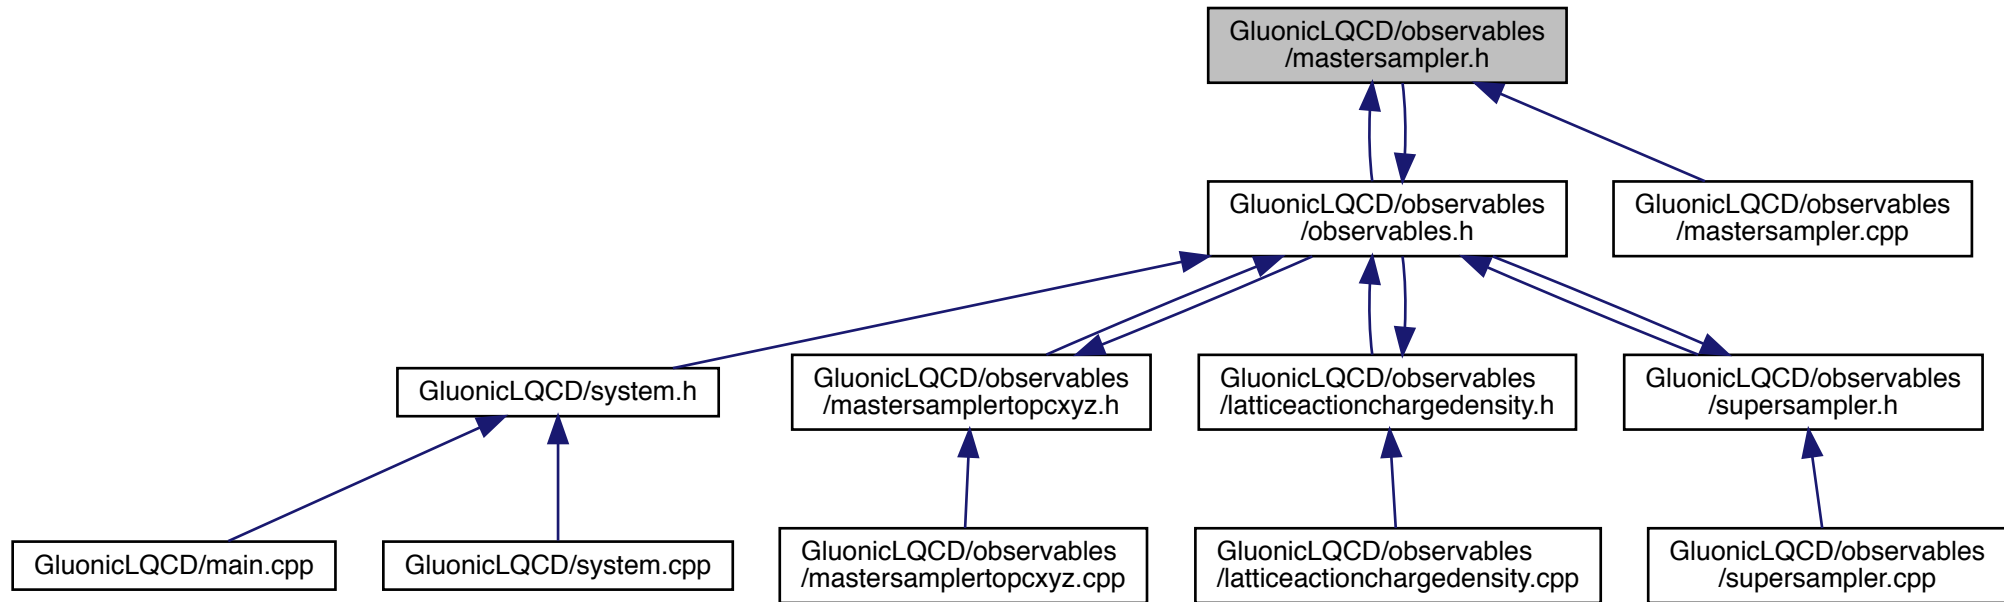 GluonicLQCD/observables
/mastersampler.h
GluonicLQCD/observables
/observables.h
GluonicLQCD/observables
/mastersampler.cpp
GluonicLQCD/system.h
GluonicLQCD/observables
/mastersamplertopcxyz.h
GluonicLQCD/observables
/latticeactionchargedensity.h
GluonicLQCD/observables
/supersampler.h
GluonicLQCD/main.cpp
GluonicLQCD/system.cpp
GluonicLQCD/observables
/mastersamplertopcxyz.cpp
GluonicLQCD/observables
/latticeactionchargedensity.cpp
GluonicLQCD/observables
/supersampler.cpp